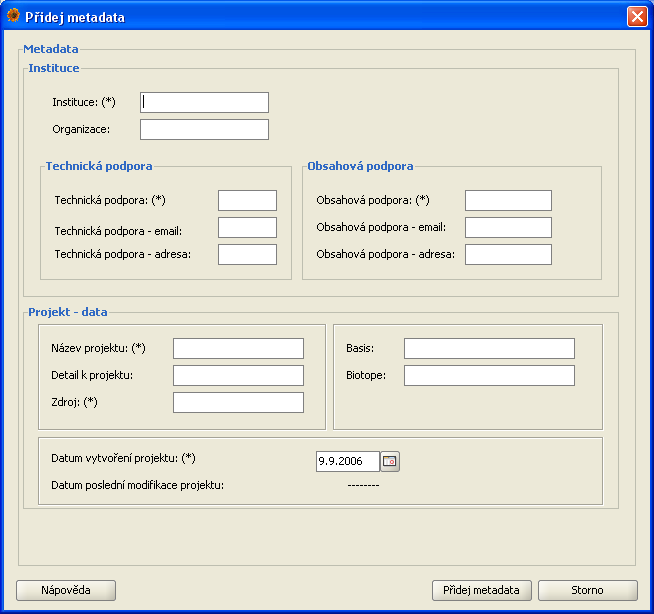 Přidej metadata
Metadata
Instituce
Instituce: (*)
Organizace:
Technická podpora
Technická podpora: (*)
Technická podpora - email:
Technická podpora - adresa:
Obsahová podpora
Obsahová podpora: (*)
Obsahová podpora - email:
Obsahová podpora - adresa:
Projekt - data
Název projektu: (*)
Detail k projektu:
Zdroj: (*)
Basis:
Biotope:
Datum vytvoření projektu: (*) 9.9.2006
Datum poslední modifikace projektu: --------
Nápověda Přidej metadata Storno